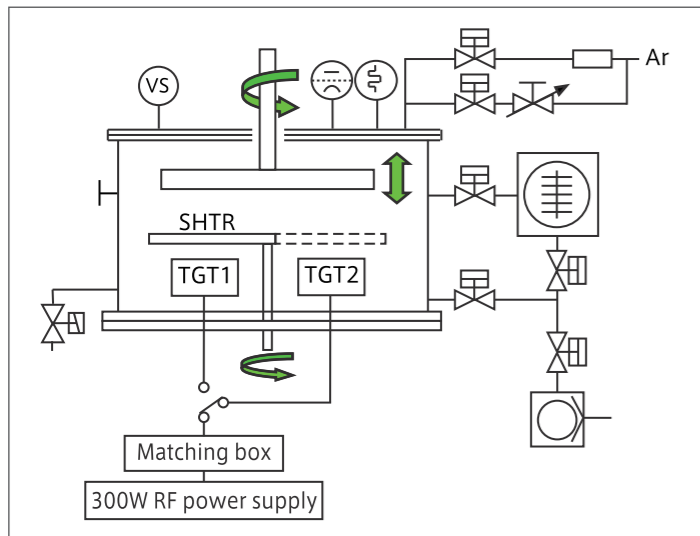 Ar
VS
SHTR
TGT1
TGT2
Matching box
300W RF power supply